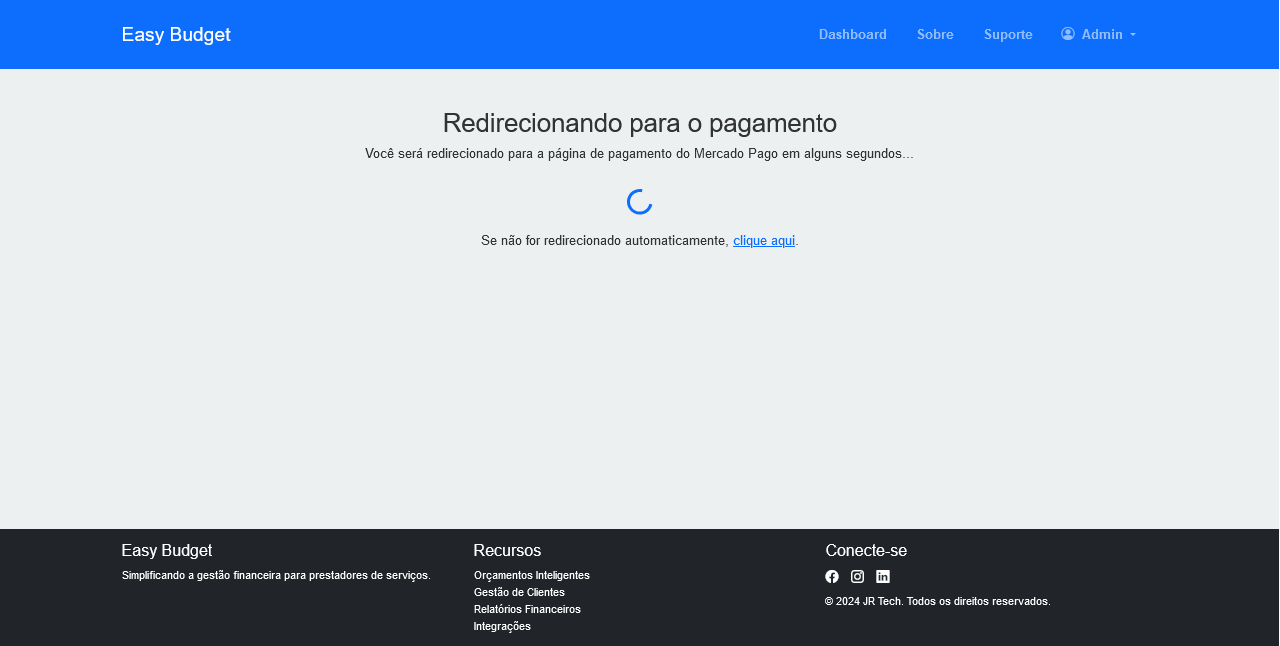 Easy Budget
Dashboard Sobre Suporte Admin
Redirecionando para o pagamento
Você será redirecionado para a página de pagamento do Mercado Pago em alguns segundos...
Se não for redirecionado automaticamente, clique aqui.
Easy Budget
Simplificando a gestão financeira para prestadores de serviços.
Recursos
Orçamentos Inteligentes
Gestão de Clientes
Relatórios Financeiros
Integrações
Conecte-se
© 2024 JR Tech. Todos os direitos reservados.